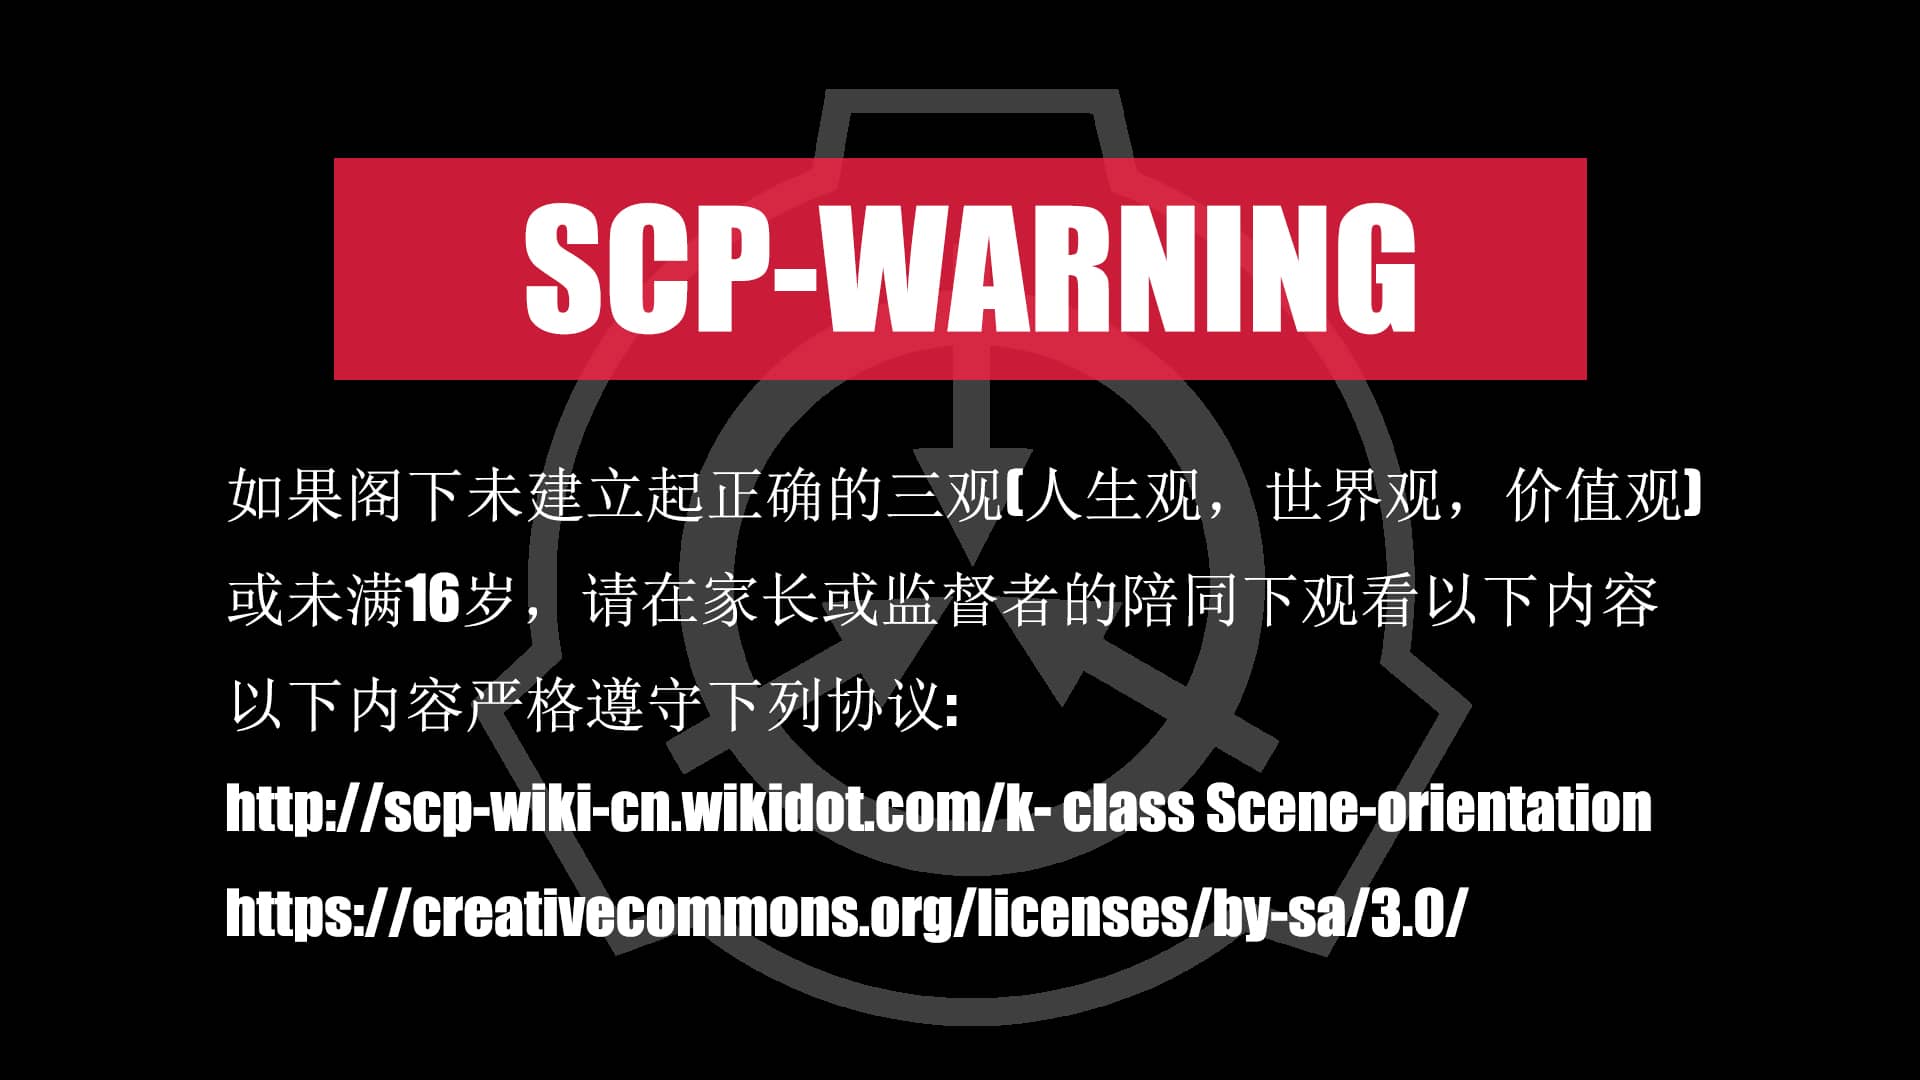 SCP-WARNING
如果阁下未建立起正确的三观(人生观，世界观，价值观)
或未满16岁，请在家长或监督者的陪同下观看以下内容
以下内容严格遵守下列协议:
http://scp-wiki-cn.wikidot.com/k- class Scene-orientation
https://creativecommons.org/licenses/by-sa/3.0/